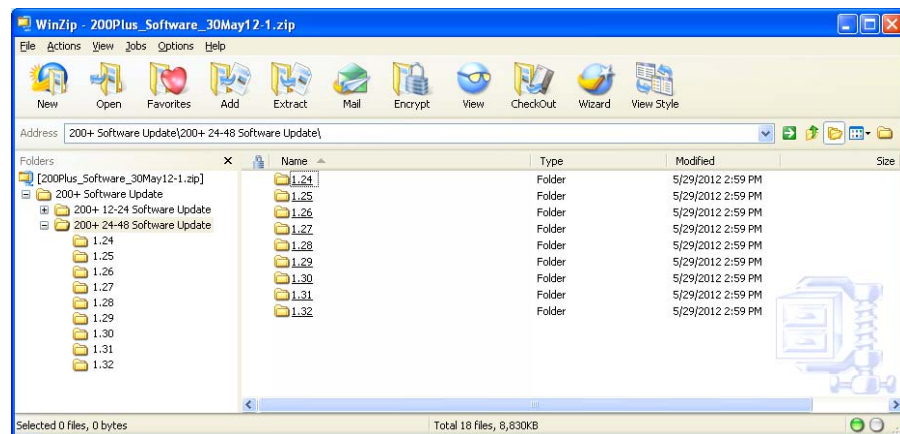 WinZip - 200Plus_Software_30May12-1.zip
File Actions View Jobs Options Help
New Open Favorites Add Extract Mail Encrypt View CheckOut Wizard View Style
Address 200+ Software Update\200+ 24-48 Software Update\
Folders Name Type Modified Size
[200Plus_Software_30May12-1.zip] 1.24 Folder 5/29/2012 2:59 PM
200+ Software Update 1.25 Folder 5/29/2012 2:59 PM
200+ 12-24 Software Update 1.26 Folder 5/29/2012 2:59 PM
200+ 24-48 Software Update 1.27 Folder 5/29/2012 2:59 PM
1.24 1.28 Folder 5/29/2012 2:59 PM
1.25 1.29 Folder 5/29/2012 2:59 PM
1.26 1.30 Folder 5/29/2012 2:59 PM
1.27 1.31 Folder 5/29/2012 2:59 PM
1.28 1.32 Folder 5/29/2012 2:59 PM
1.29
1.30
1.31
1.32
Selected 0 files, 0 bytes Total 18 files, 8,830KB